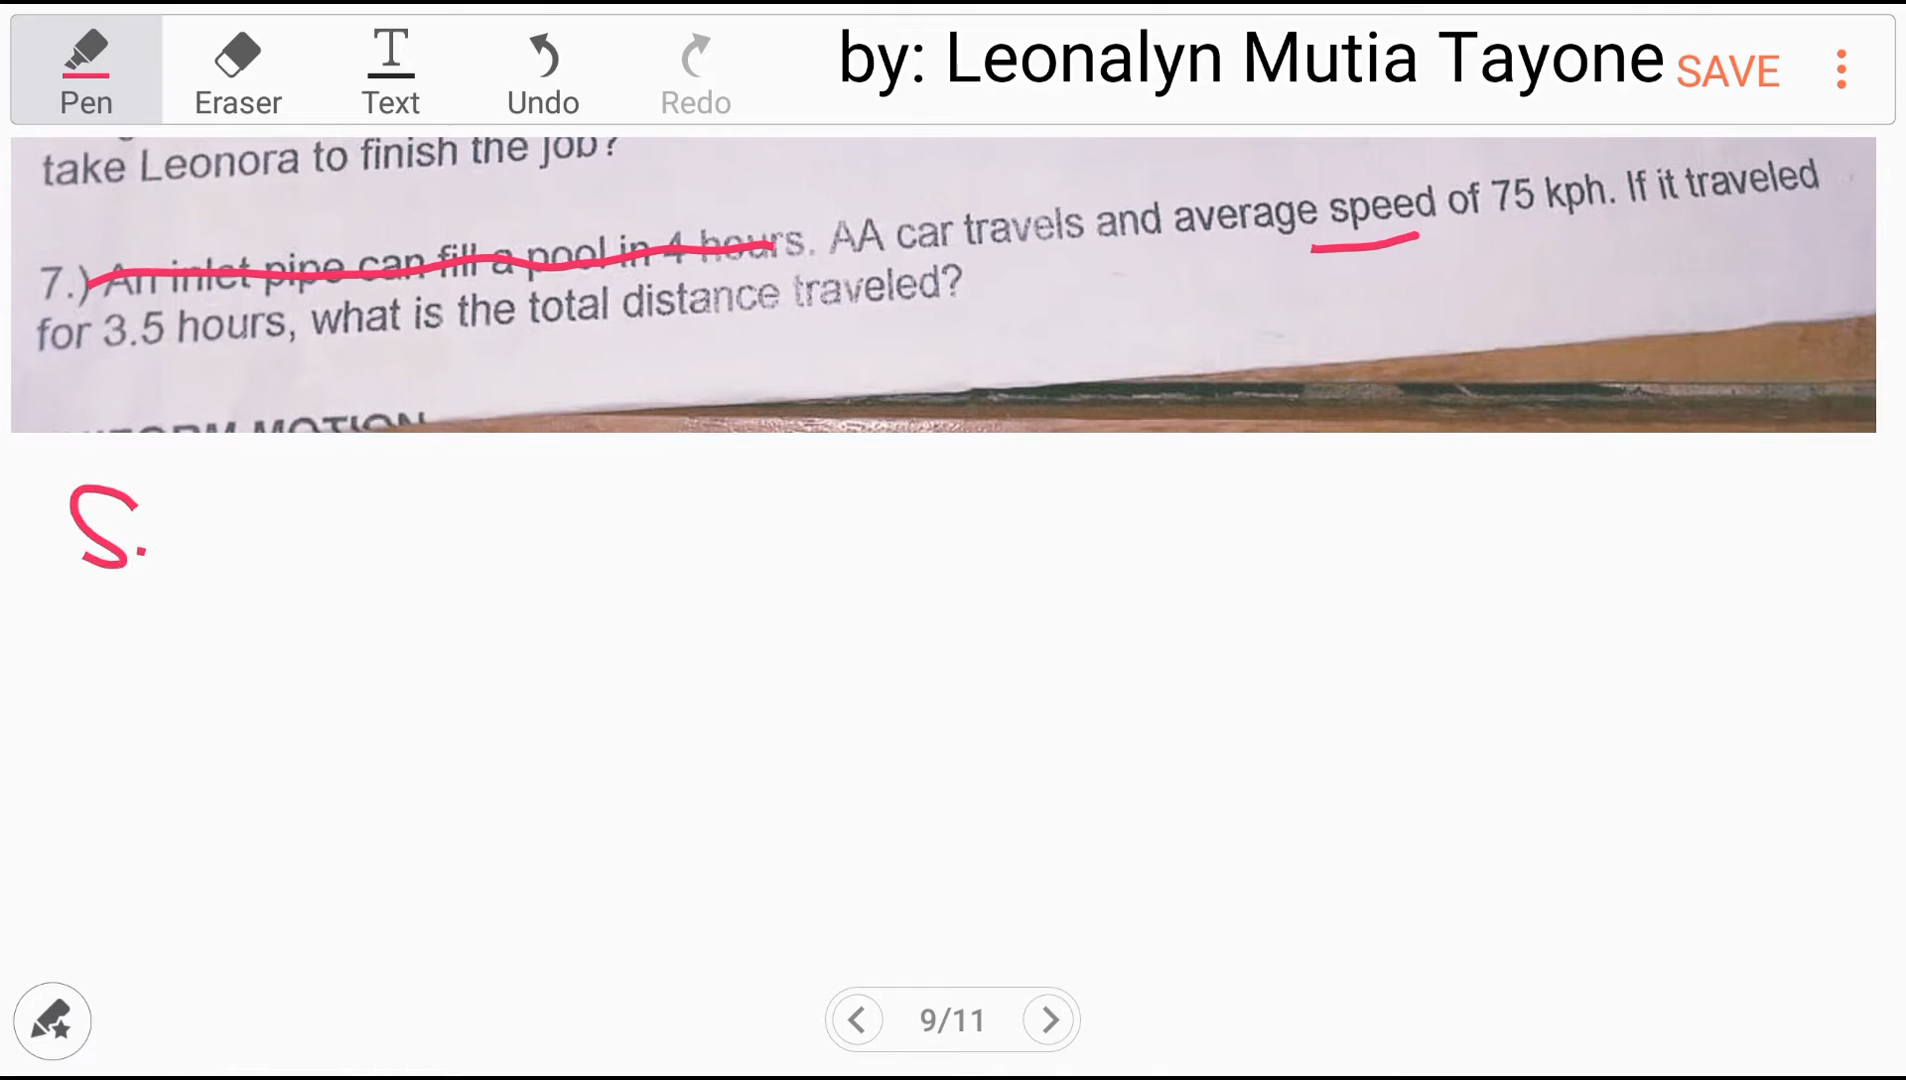 by: Leonalyn Mutia Tayone
SAVE
Pen
Eraser
Text
Undo
Redo
take Leonora to finish the job?
7.) An inlet pipe can fill a pool in 4 hours. AA car travels and average speed of 75 kph. If it traveled
for 3.5 hours, what is the total distance traveled?
S.
9/11